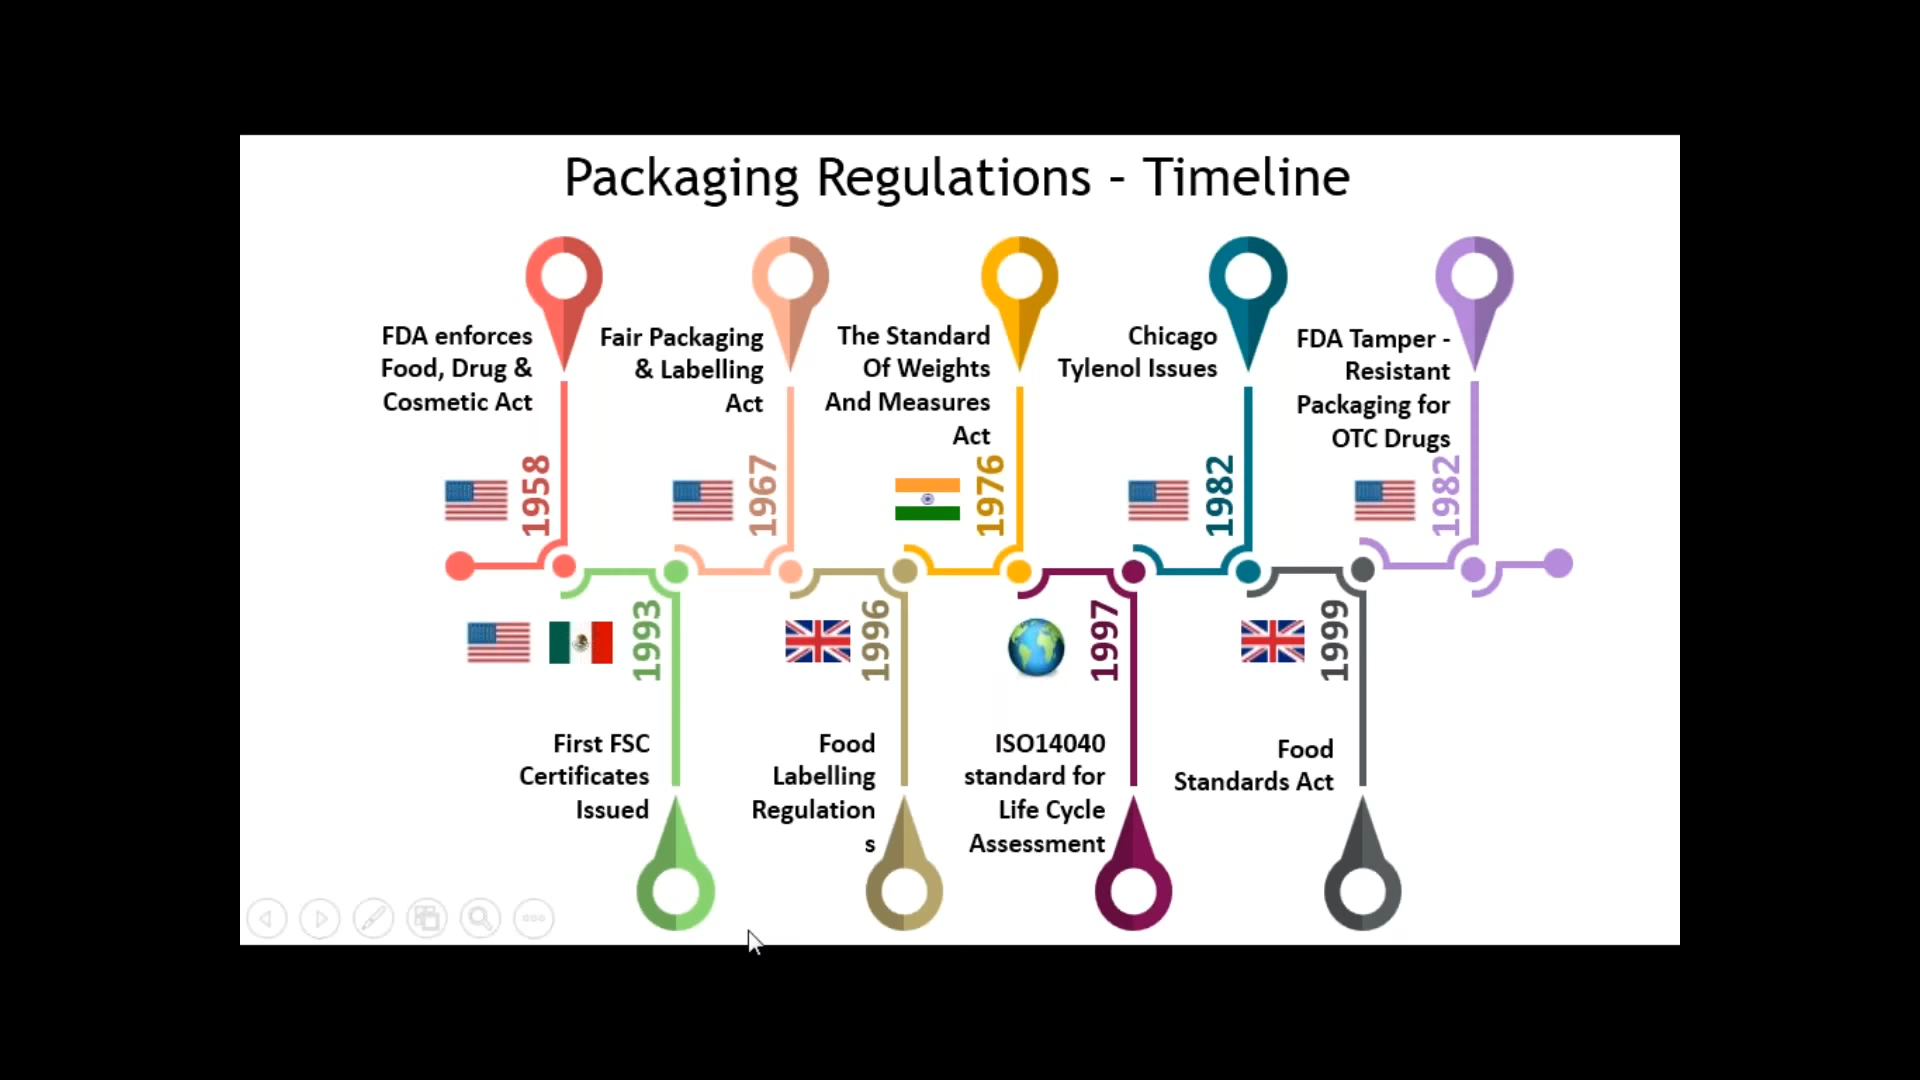 Packaging Regulations - Timeline
FDA enforces
Food, Drug &
Cosmetic Act
1958
Fair Packaging
& Labelling
Act
1967
The Standard
Of Weights
And Measures
Act
1976
Chicago
Tylenol Issues
1982
FDA Tamper -
Resistant
Packaging for
OTC Drugs
1982
1993
First FSC
Certificates
Issued
1996
Food
Labelling
Regulation
s
1997
ISO14040
standard for
Life Cycle
Assessment
1999
Food
Standards Act